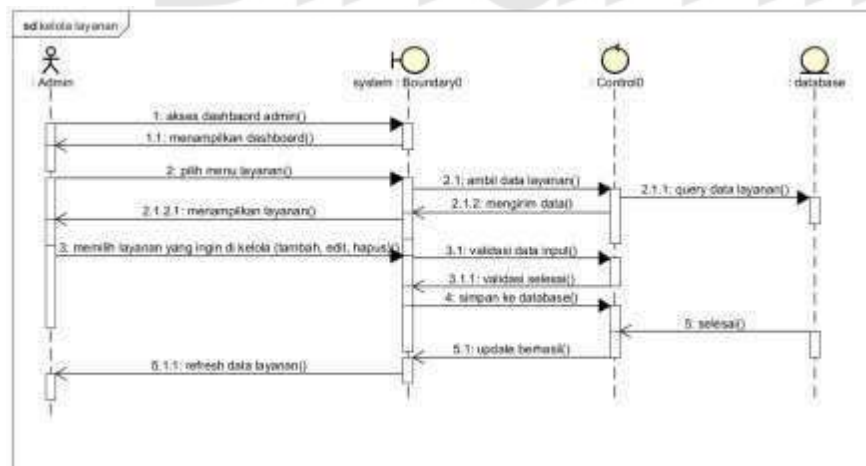 sd kelola layanan
: Admin
system : Boundary0
: Control0
: database
1: akses dashbaord admin()
1.1: menampilkan dashboard()
2: pilih menu layanan()
2.1: ambil data layanan()
2.1.1: query data layanan()
2.1.2: mengirim data()
2.1.2.1: menampilkan layanan()
3: memilih layanan yang ingin di kelola (tambah, edit, hapus)()
3.1: validasi data input()
3.1.1: validasi selesai()
4: simpan ke database()
5: selesai()
5.1: update berhasil()
5.1.1: refresh data layanan()